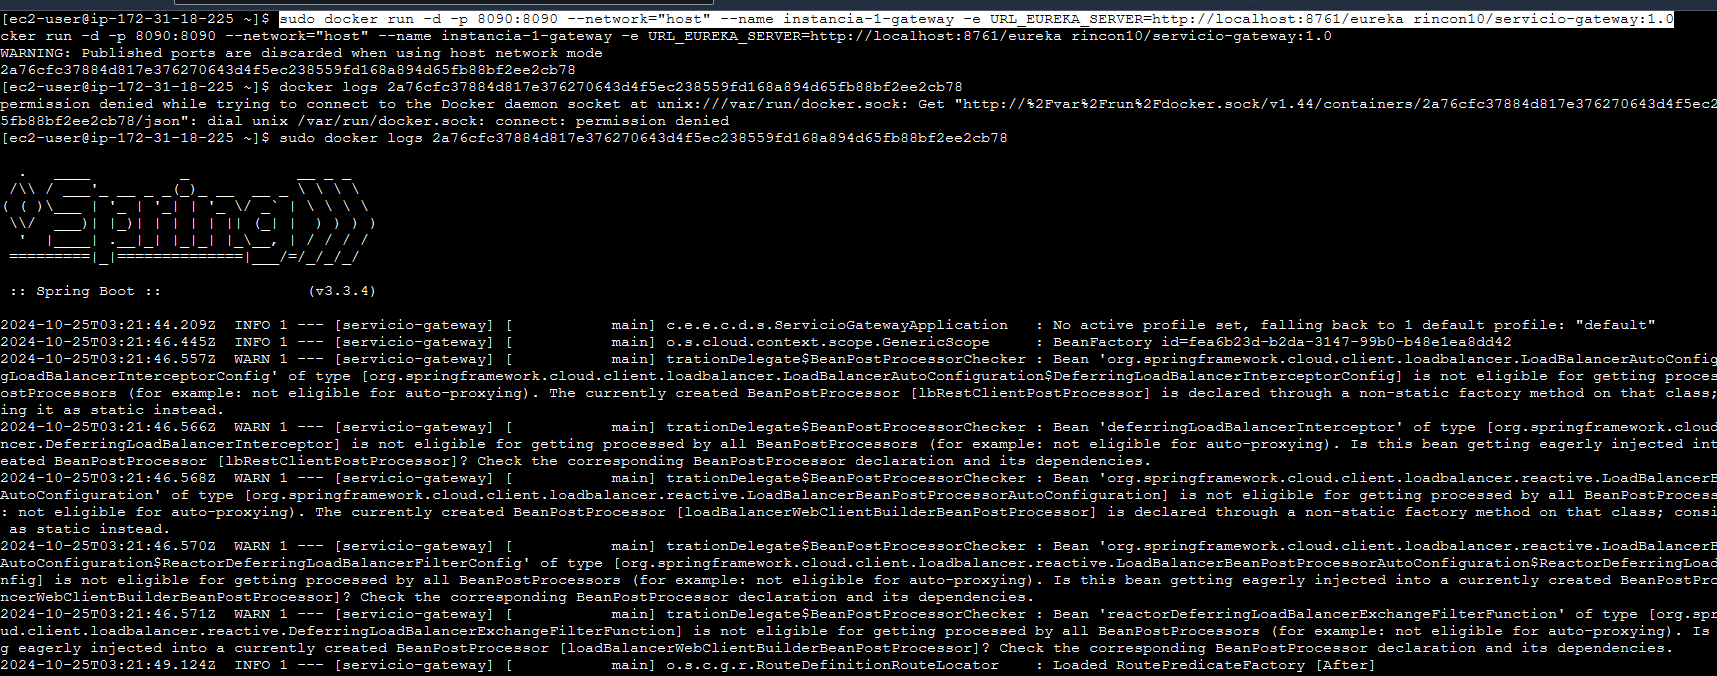 [ec2-user@ip-172-31-18-225 ~]$ sudo docker run -d -p 8090:8090 --network="host" --name instancia-1-gateway -e URL_EUREKA_SERVER=http://localhost:8761/eureka rincon10/servicio-gateway:1.0
cker run -d -p 8090:8090 --network="host" --name instancia-1-gateway -e URL_EUREKA_SERVER=http://localhost:8761/eureka rincon10/servicio-gateway:1.0
WARNING: Published ports are discarded when using host network mode
2a76cfc37884d817e376270643d4f5ec238559fd168a894d65fb88bf2ee2cb78
[ec2-user@ip-172-31-18-225 ~]$ docker logs 2a76cfc37884d817e376270643d4f5ec238559fd168a894d65fb88bf2ee2cb78
permission denied while trying to connect to the Docker daemon socket at unix:///var/run/docker.sock: Get "http://%2Fvar%2Frun%2Fdocker.sock/v1.44/containers/2a76cfc37884d817e376270643d4f5ec2
5fb88bf2ee2cb78/json": dial unix /var/run/docker.sock: connect: permission denied
[ec2-user@ip-172-31-18-225 ~]$ sudo docker logs 2a76cfc37884d817e376270643d4f5ec238559fd168a894d65fb88bf2ee2cb78
Spring
:: Spring Boot :: (v3.3.4)
2024-10-25T03:21:44.209Z  INFO 1 --- [servicio-gateway] [           main] c.e.e.c.d.s.ServicioGatewayApplication   : No active profile set, falling back to 1 default profile: "default"
2024-10-25T03:21:46.445Z  INFO 1 --- [servicio-gateway] [           main] o.s.cloud.context.scope.GenericScope     : BeanFactory id=fea6b23d-b2da-3147-99b0-b48e1ea8dd42
2024-10-25T03:21:46.557Z  WARN 1 --- [servicio-gateway] [           main] trationDelegate$BeanPostProcessorChecker : Bean 'org.springframework.cloud.client.loadbalancer.LoadBalancerAutoConfig
gLoadBalancerInterceptorConfig' of type [org.springframework.cloud.client.loadbalancer.LoadBalancerAutoConfiguration$DeferringLoadBalancerInterceptorConfig] is not eligible for getting proces
ostProcessors (for example: not eligible for auto-proxying). The currently created BeanPostProcessor [lbRestClientPostProcessor] is declared through a non-static factory method on that class;
ing it as static instead.
2024-10-25T03:21:46.566Z  WARN 1 --- [servicio-gateway] [           main] trationDelegate$BeanPostProcessorChecker : Bean 'deferringLoadBalancerInterceptor' of type [org.springframework.cloud
ncer.DeferringLoadBalancerInterceptor] is not eligible for getting processed by all BeanPostProcessors (for example: not eligible for auto-proxying). Is this bean getting eagerly injected int
eated BeanPostProcessor [lbRestClientPostProcessor]? Check the corresponding BeanPostProcessor declaration and its dependencies.
2024-10-25T03:21:46.568Z  WARN 1 --- [servicio-gateway] [           main] trationDelegate$BeanPostProcessorChecker : Bean 'org.springframework.cloud.client.loadbalancer.reactive.LoadBalancerB
AutoConfiguration' of type [org.springframework.cloud.client.loadbalancer.reactive.LoadBalancerBeanPostProcessorAutoConfiguration] is not eligible for getting processed by all BeanPostProcess
: not eligible for auto-proxying). The currently created BeanPostProcessor [loadBalancerWebClientBuilderBeanPostProcessor] is declared through a non-static factory method on that class; consi
as static instead.
2024-10-25T03:21:46.570Z  WARN 1 --- [servicio-gateway] [           main] trationDelegate$BeanPostProcessorChecker : Bean 'org.springframework.cloud.client.loadbalancer.reactive.LoadBalancerB
AutoConfiguration$ReactorDeferringLoadBalancerFilterConfig' of type [org.springframework.cloud.client.loadbalancer.reactive.LoadBalancerBeanPostProcessorAutoConfiguration$ReactorDeferringLoad
nfig] is not eligible for getting processed by all BeanPostProcessors (for example: not eligible for auto-proxying). Is this bean getting eagerly injected into a currently created BeanPostPro
ncerWebClientBuilderBeanPostProcessor]? Check the corresponding BeanPostProcessor declaration and its dependencies.
2024-10-25T03:21:46.571Z  WARN 1 --- [servicio-gateway] [           main] trationDelegate$BeanPostProcessorChecker : Bean 'reactorDeferringLoadBalancerExchangeFilterFunction' of type [org.spr
ud.client.loadbalancer.reactive.DeferringLoadBalancerExchangeFilterFunction] is not eligible for getting processed by all BeanPostProcessors (for example: not eligible for auto-proxying). Is
g eagerly injected into a currently created BeanPostProcessor [loadBalancerWebClientBuilderBeanPostProcessor]? Check the corresponding BeanPostProcessor declaration and its dependencies.
2024-10-25T03:21:49.124Z  INFO 1 --- [servicio-gateway] [           main] o.s.c.g.r.RouteDefinitionRouteLocator    : Loaded RoutePredicateFactory [After]